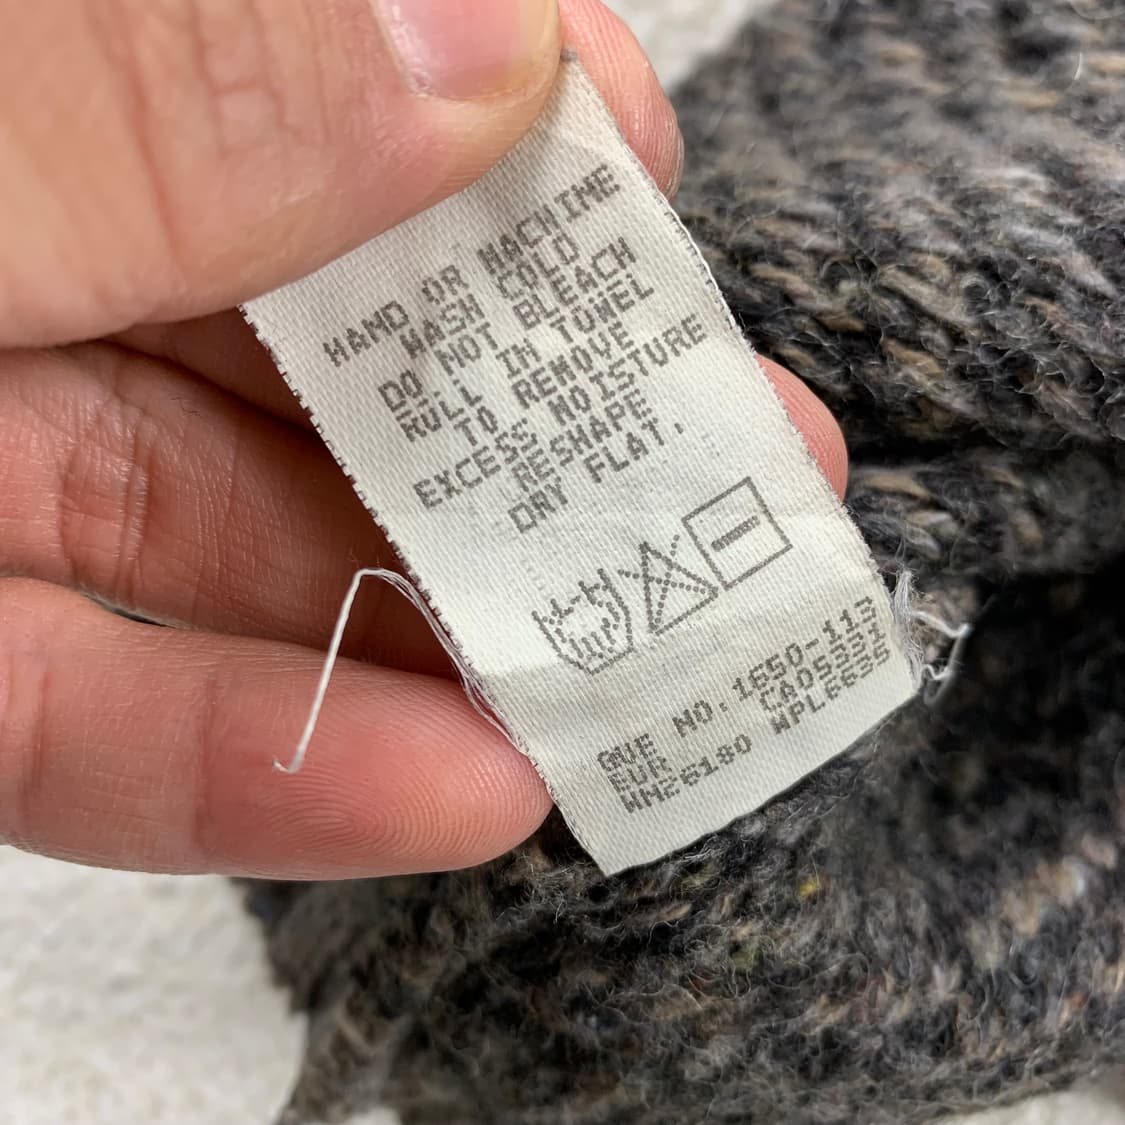 HAND OR MACHINE
WASH COLD
DO NOT BLEACH
ROLL IN TOWEL
TO REMOVE
EXCESS MOISTURE
RESHAPE
DRY FLAT.
QUE NO. 1650-113
EUR CA05331
WM26180 WPL6635